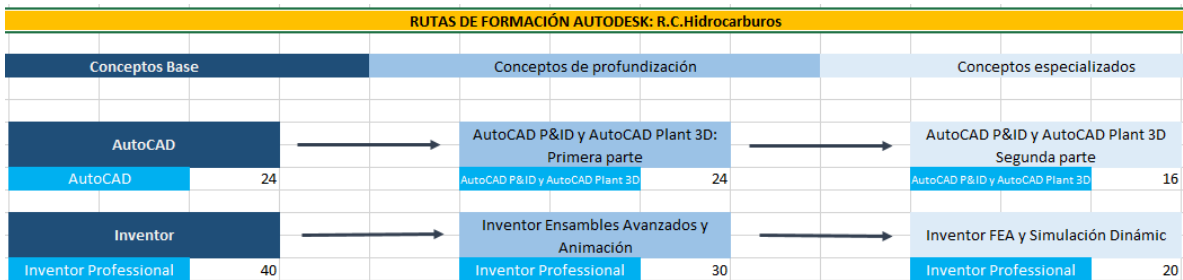 RUTAS DE FORMACIÓN AUTODESK: R.C.Hidrocarburos
Conceptos Base
Conceptos de profundización
Conceptos especializados
AutoCAD
AutoCAD P&ID y AutoCAD Plant 3D:
Primera parte
AutoCAD P&ID y AutoCAD Plant 3D
Segunda parte
AutoCAD 24
AutoCAD P&ID y AutoCAD Plant 3D 24
AutoCAD P&ID y AutoCAD Plant 3D 16
Inventor
Inventor Ensambles Avanzados y
Animación
Inventor FEA y Simulación Dinámic
Inventor Professional 40
Inventor Professional 30
Inventor Professional 20